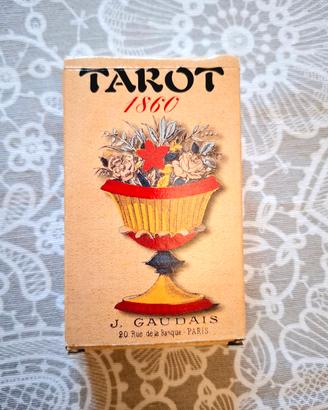 TAROT
1860
J. GAUDAIS
20 Rue de la Banque - PARIS